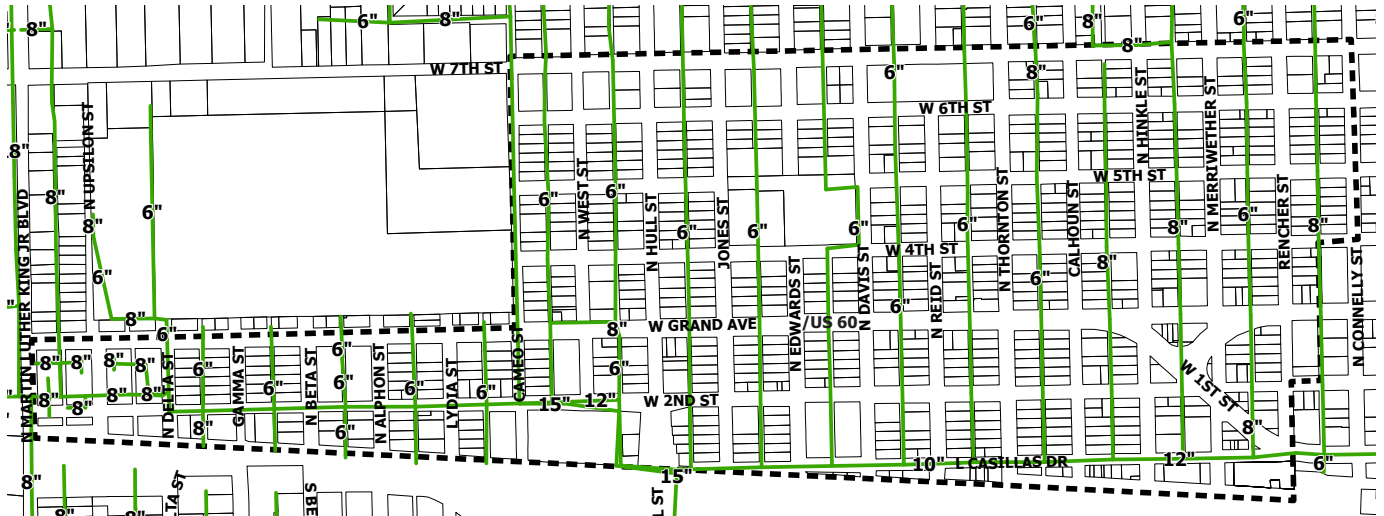 6"
8"
6"
8"
8"
8"
W 7TH ST
6"
8"
W 6TH ST
N HINKLE ST
N UPSILON ST
8"
W 5TH ST
N MERRIWETHER ST
8"
6"
8"
N WEST ST
6"
6"
N HULL ST
JONES ST
6"
6"
6"
6"
N THORNTON ST
CALHOUN ST
8"
6"
RENCHER ST
8"
N MARTIN LUTHER KING JR BLVD
6"
W 4TH ST
8"
6"
N EDWARDS ST
N DAVIS ST
N REID ST
6"
N CONNELLY ST
8"
6"
8"
W GRAND AVE
/US 60
8"
8"
8"
8"
N DELTA ST
6"
GAMMA ST
6"
N BETA ST
6"
6"
N ALPHON ST
6"
LYDIA ST
6"
CAMEO ST
6"
W 1ST ST
8"
8"
8"
8"
15"
12"
W 2ND ST
8"
6"
8"
8"
15"
10"
L CASILLAS DR
12"
6"
8"
8"